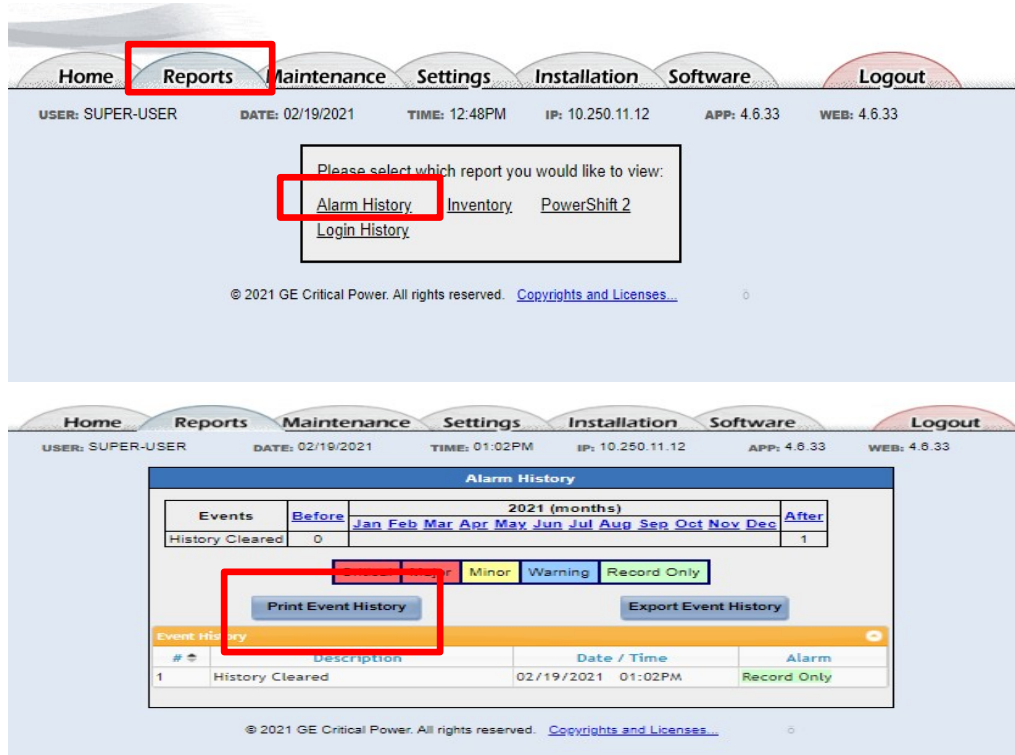 Home Reports Maintenance Settings Installation Software Logout
USER: SUPER-USER DATE: 02/19/2021 TIME: 12:48PM IP: 10.250.11.12 APP: 4.6.33 WEB: 4.6.33
Please select which report you would like to view:
Alarm History Inventory PowerShift 2
Login History
© 2021 GE Critical Power. All rights reserved. Copyrights and Licenses...
Home Reports Maintenance Settings Installation Software Logout
USER: SUPER-USER DATE: 02/19/2021 TIME: 01:02PM IP: 10.250.11.12 APP: 4.6.33 WEB: 4.6.33
Alarm History
Events Before 2021 (months) After
Jan Feb Mar Apr May Jun Jul Aug Sep Oct Nov Dec
History Cleared 0 1
Critical Major Minor Warning Record Only
Print Event History Export Event History
Event History
# Description Date / Time Alarm
1 History Cleared 02/19/2021 01:02PM Record Only
© 2021 GE Critical Power. All rights reserved. Copyrights and Licenses...